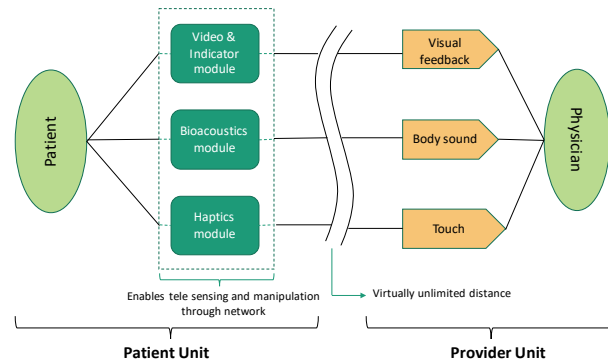 Video &
Indicator
module
Visual
feedback
Patient
Bioacoustics
module
Body sound
Physician
Haptics
module
Touch
Enables tele sensing and manipulation
through network
Virtually unlimited distance
Patient Unit
Provider Unit